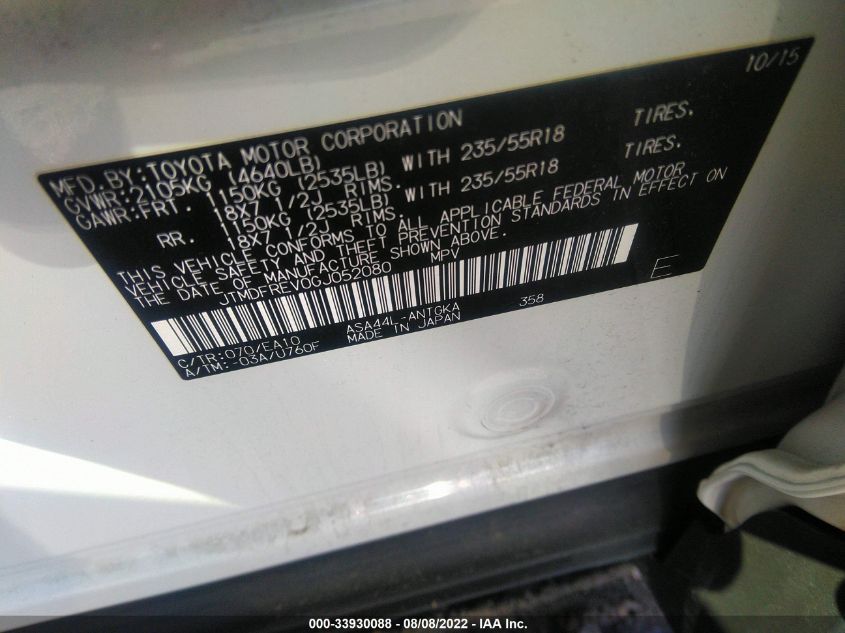 10/15
MFD.BY:TOYOTA MOTOR CORPORATION
GVWR:2105KG (4640LB)
GAWR:FRT. 1150KG (2535LB) WITH 235/55R18 TIRES.
18X7 1/2J RIMS.
RR. 1150KG (2535LB) WITH 235/55R18 TIRES.
18X7 1/2J RIMS.
THIS VEHICLE CONFORMS TO ALL APPLICABLE FEDERAL MOTOR
VEHICLE SAFETY AND THEFT PREVENTION STANDARDS IN EFFECT ON
THE DATE OF MANUFACTURE SHOWN ABOVE.
JTMDFREV0GJ052080 MPV
E
C/TR:070/EA10 ASA44L-ANTGKA 358
A/TM:-03A/U760F MADE IN JAPAN
000-33930088 - 08/08/2022 - IAA Inc.